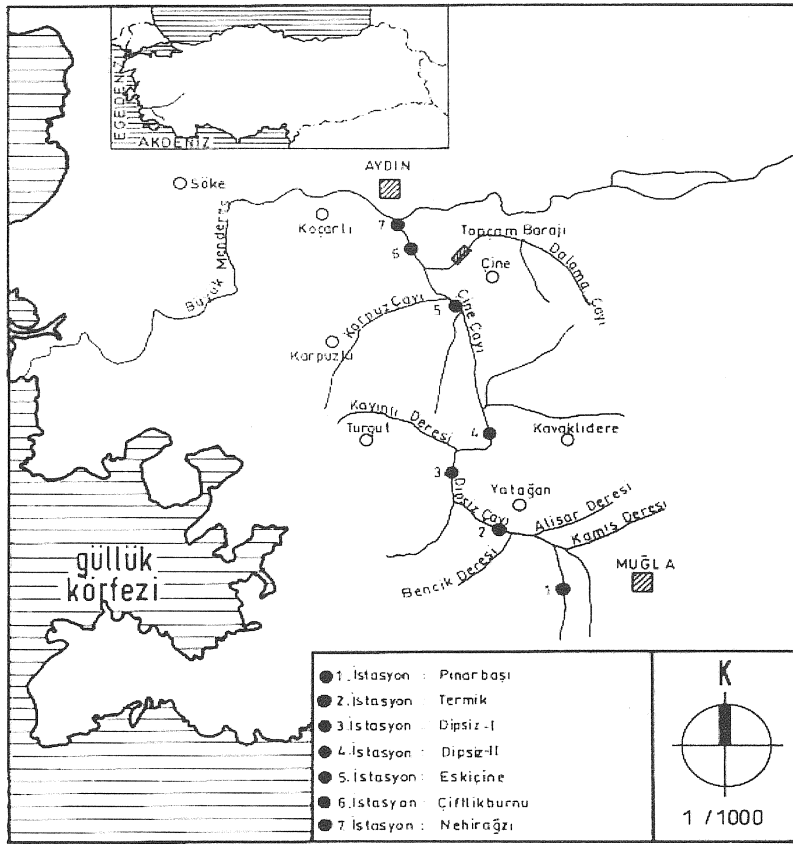 EGEDENİZİ
AKDENİZ
AYDIN
Söke
Koçarlı
7
6
Topçam Barajı
Çine
Dalama Çayı
Büyük Menderes
Karpuz Çayı
5
Çine Çayı
Karpuzlu
Kayınlı Deresi
Turgut
4
Kavaklıdere
3
Dipsiz Çayı
Yatağan
2
Alişar Deresi
Kamış Deresi
Bencik Deresi
1
MUĞLA
güllük
körfezi
1. İstasyon : Pınarbaşı
2. İstasyon : Termik
3. İstasyon : Dipsiz-I
4. İstasyon : Dipsiz-II
5. İstasyon : Eskiçine
6. İstasyon : Çiftlikburnu
7 İstasyon : Nehirağzı
K
1 / 1000